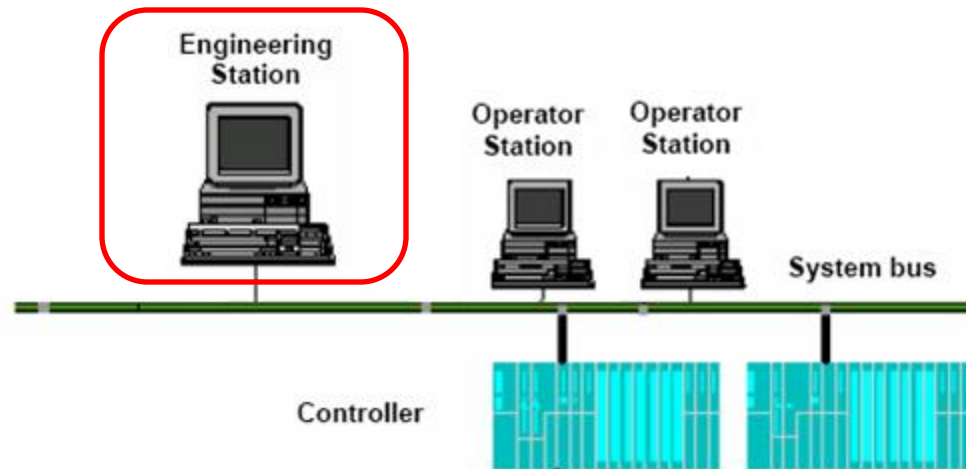 Engineering
Station
Operator
Station
Operator
Station
System bus
Controller